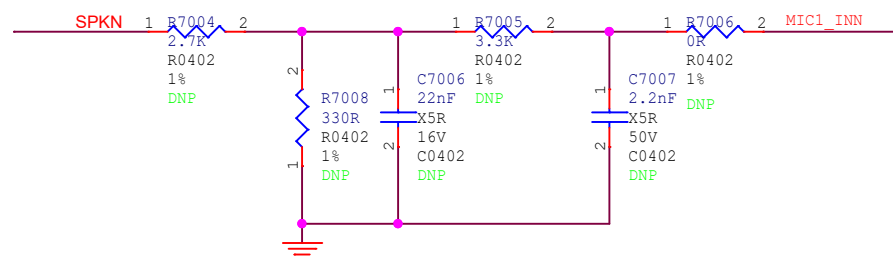 SPKN
1
R7004
2
2.7K
R0402
1%
DNP
1
R7005
2
3.3K
R0402
1%
DNP
1
R7006
2
0R
R0402
1%
DNP
MIC1_INN
2
R7008
330R
R0402
1%
DNP
1
C7006
1
22nF
X5R
16V
2
C0402
DNP
C7007
1
2.2nF
X5R
50V
2
C0402
DNP